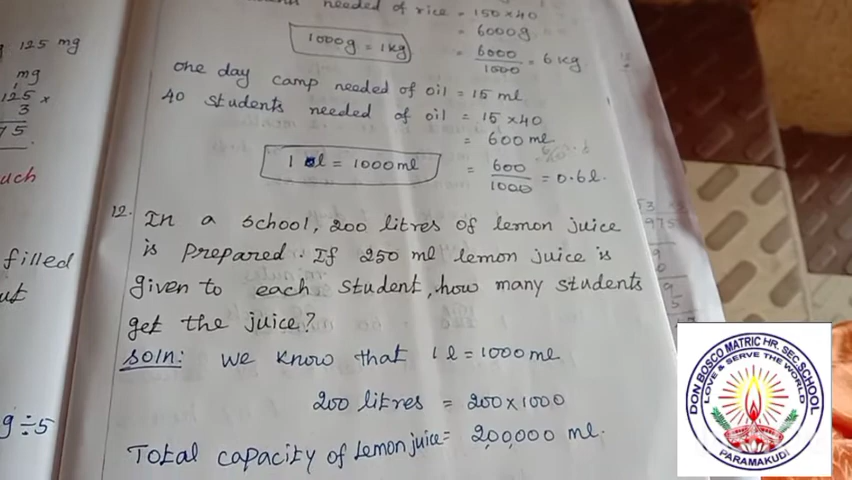 needed of rice = 150 x 40
= 6000g
1000g = 1kg
= 6000/1000 = 6 kg
one day camp needed of oil = 15 ml
40 students needed of oil = 15 x 40
= 600 ml
1 l = 1000 ml
= 600/1000 = 0.6 l.
12. In a school, 200 litres of lemon juice
is prepared. If 250 ml lemon juice is
given to each student, how many students
get the juice?
Soln: we know that 1 l = 1000 ml
200 litres = 200 x 1000
Total capacity of lemon juice = 2,00,000 ml.
125 mg
mg
125 x
3
75
filled
g ÷ 5
975
DON BOSCO MATRIC HR. SEC SCHOOL
LOVE & SERVE THE WORLD
PARAMAKUDI